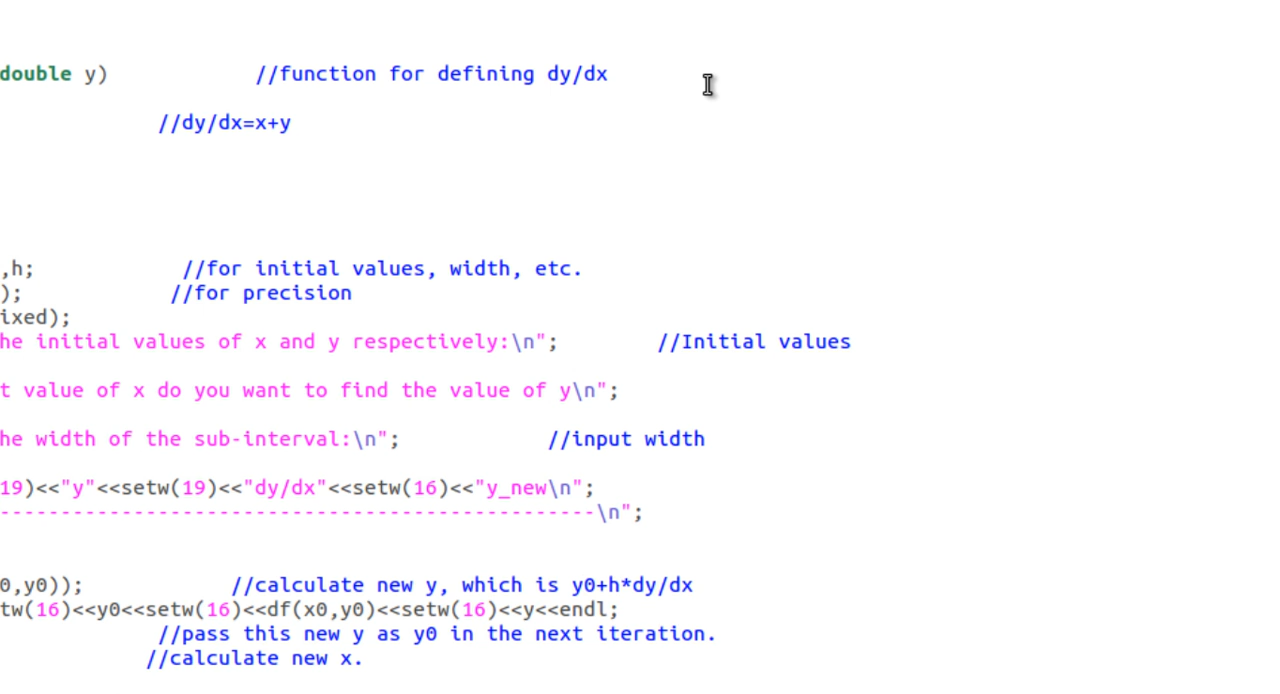 double y) //function for defining dy/dx
//dy/dx=x+y
,h; //for initial values, width, etc.
); //for precision
ixed);
he initial values of x and y respectively:\n"; //Initial values
t value of x do you want to find the value of y\n";
he width of the sub-interval:\n"; //input width
19)<<"y"<<setw(19)<<"dy/dx"<<setw(16)<<"y_new\n";
-------------------------------------------------\n";
0,y0)); //calculate new y, which is y0+h*dy/dx
tw(16)<<y0<<setw(16)<<df(x0,y0)<<setw(16)<<y<<endl;
//pass this new y as y0 in the next iteration.
//calculate new x.